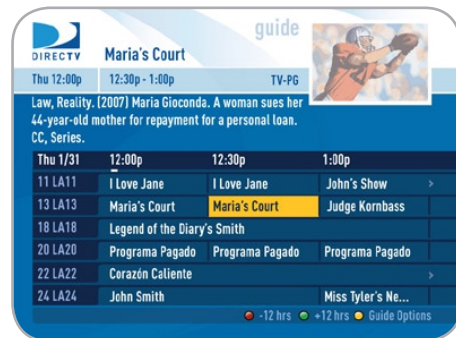 guide
DIRECTV Maria's Court
Thu 12:00p 12:30p - 1:00p TV-PG
Law, Reality. (2007) Maria Gioconda. A woman sues her
44-year-old mother for repayment for a personal loan.
CC, Series.
Thu 1/31 12:00p 12:30p 1:00p
11 LA11 I Love Jane I Love Jane John's Show >
13 LA13 Maria's Court Maria's Court Judge Kornbass
18 LA18 Legend of the Diary's Smith
20 LA20 Programa Pagado Programa Pagado Programa Pagado
22 LA22 Corazón Caliente >
24 LA24 John Smith Miss Tyler's Ne...
-12 hrs +12 hrs Guide Options